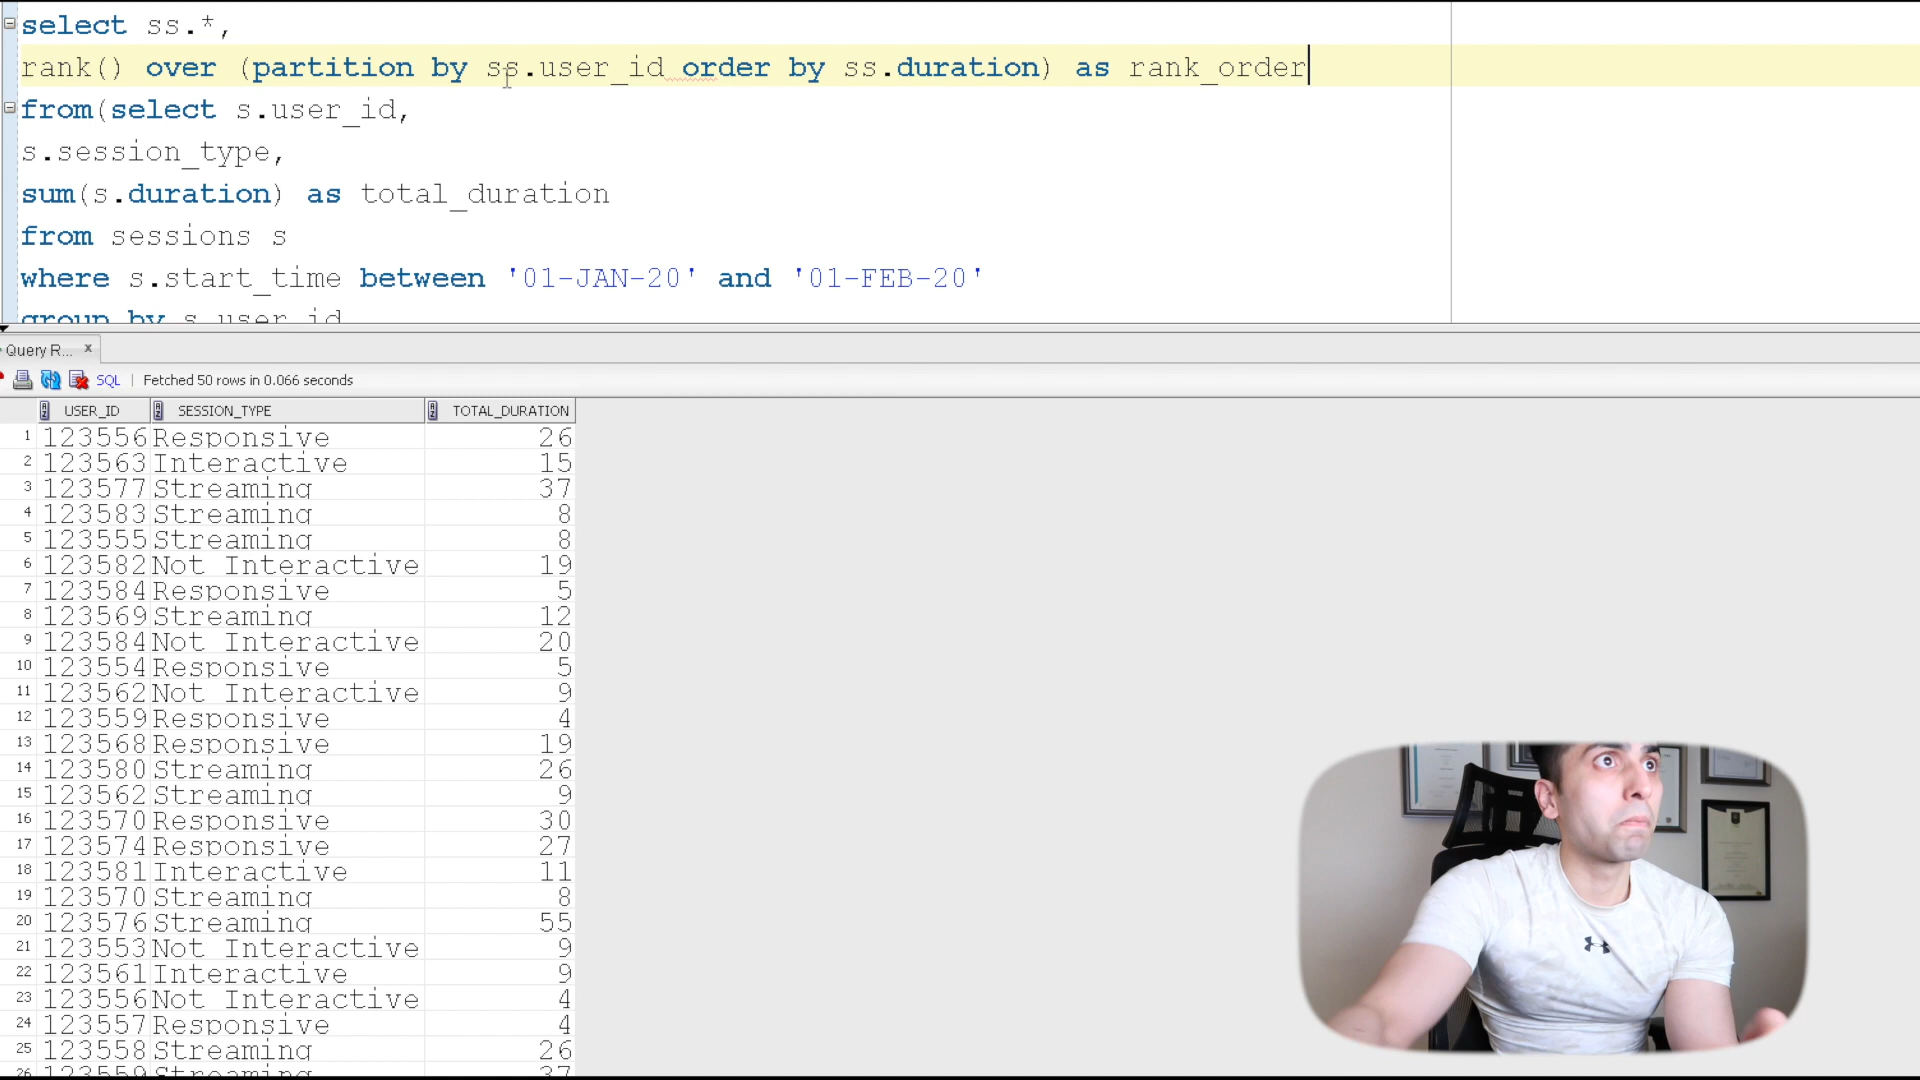 select ss.*,
rank() over (partition by ss.user_id order by ss.duration) as rank_order
from(select s.user_id,
s.session_type,
sum(s.duration) as total_duration
from sessions s
where s.start_time between '01-JAN-20' and '01-FEB-20'
group by s.user_id
Query R... x
SQL | Fetched 50 rows in 0.066 seconds
USER_ID SESSION_TYPE TOTAL_DURATION
1 123556 Responsive 26
2 123563 Interactive 15
3 123577 Streaming 37
4 123583 Streaming 8
5 123555 Streaming 8
6 123582 Not Interactive 19
7 123584 Responsive 5
8 123569 Streaming 12
9 123584 Not Interactive 20
10 123554 Responsive 5
11 123562 Not Interactive 9
12 123559 Responsive 4
13 123568 Responsive 19
14 123580 Streaming 26
15 123562 Streaming 9
16 123570 Responsive 30
17 123574 Responsive 27
18 123581 Interactive 11
19 123570 Streaming 8
20 123576 Streaming 55
21 123553 Not Interactive 9
22 123561 Interactive 9
23 123556 Not Interactive 4
24 123557 Responsive 4
25 123558 Streaming 26
26 123559 Streaming 37